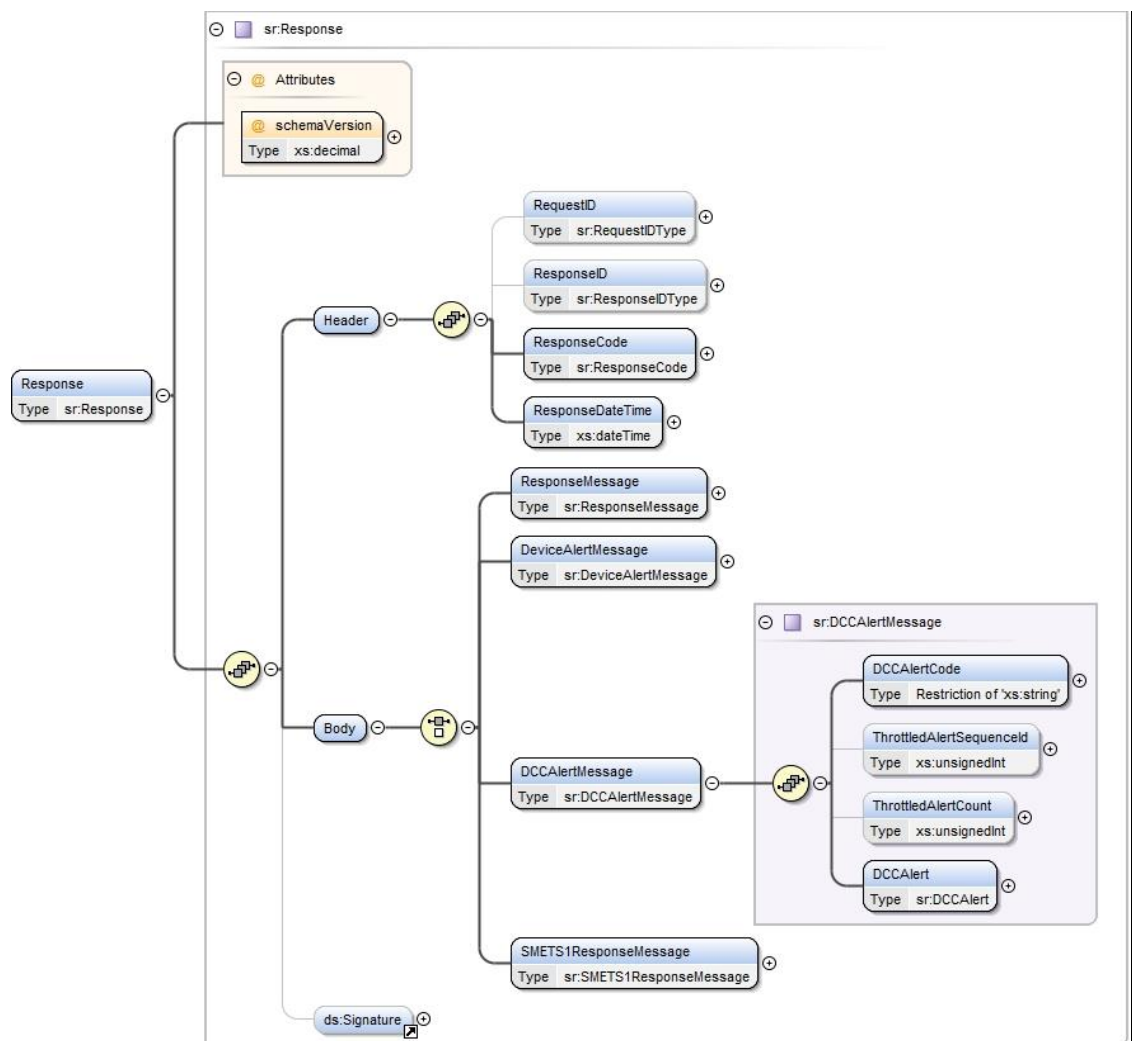 sr:Response
@ Attributes
@ schemaVersion
Type xs:decimal
RequestID
Type sr:RequestIDType
ResponseID
Type sr:ResponseIDType
Header
ResponseCode
Type sr:ResponseCode
Response
Type sr:Response
ResponseDateTime
Type xs:dateTime
ResponseMessage
Type sr:ResponseMessage
DeviceAlertMessage
Type sr:DeviceAlertMessage
sr:DCCAlertMessage
DCCAlertCode
Type Restriction of 'xs:string'
Body
ThrottledAlertSequenceId
Type xs:unsignedInt
DCCAlertMessage
Type sr:DCCAlertMessage
ThrottledAlertCount
Type xs:unsignedInt
DCCAlert
Type sr:DCCAlert
SMETS1ResponseMessage
Type sr:SMETS1ResponseMessage
ds:Signature